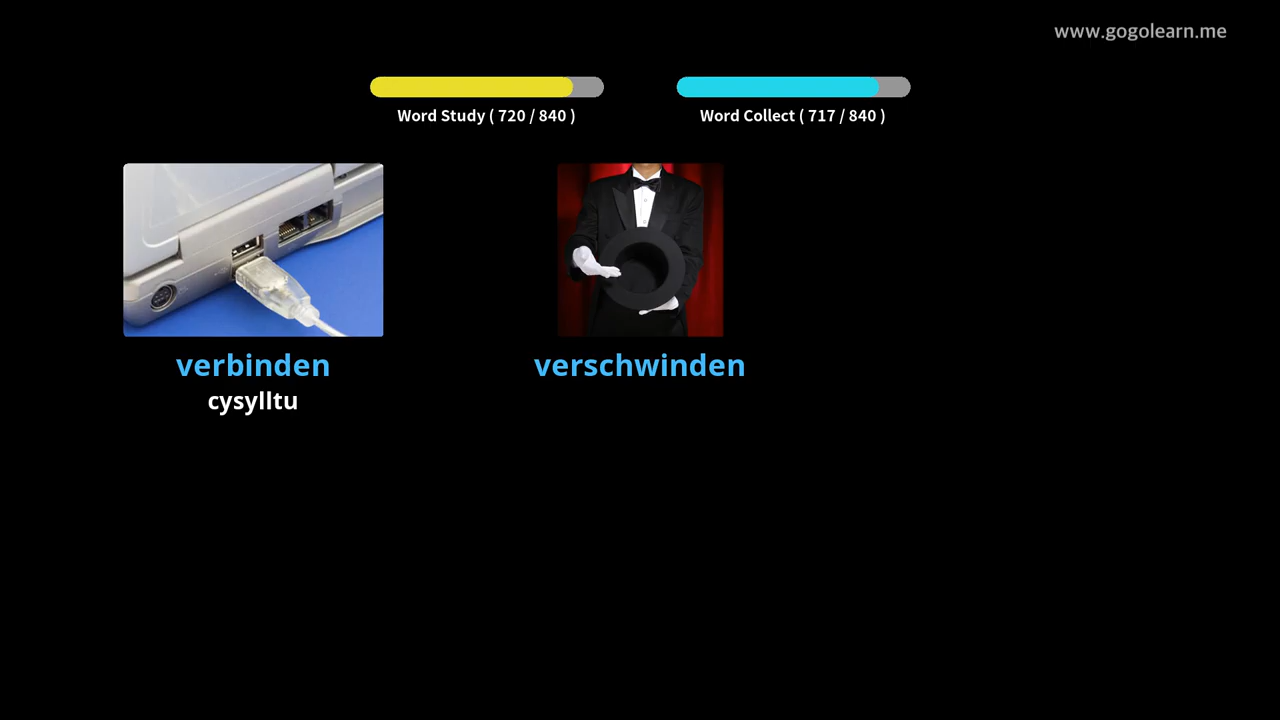 www.gogolearn.me
Word Study ( 720 / 840 )
Word Collect ( 717 / 840 )
verbinden
cysylltu
verschwinden